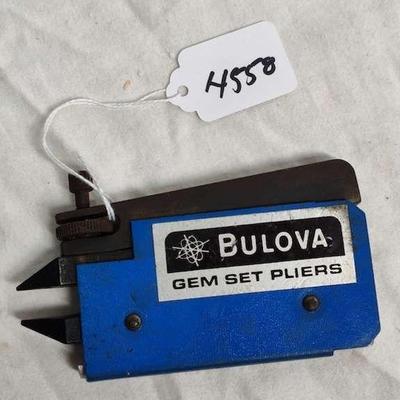 4558
BULOVA
GEM SET PLIERS